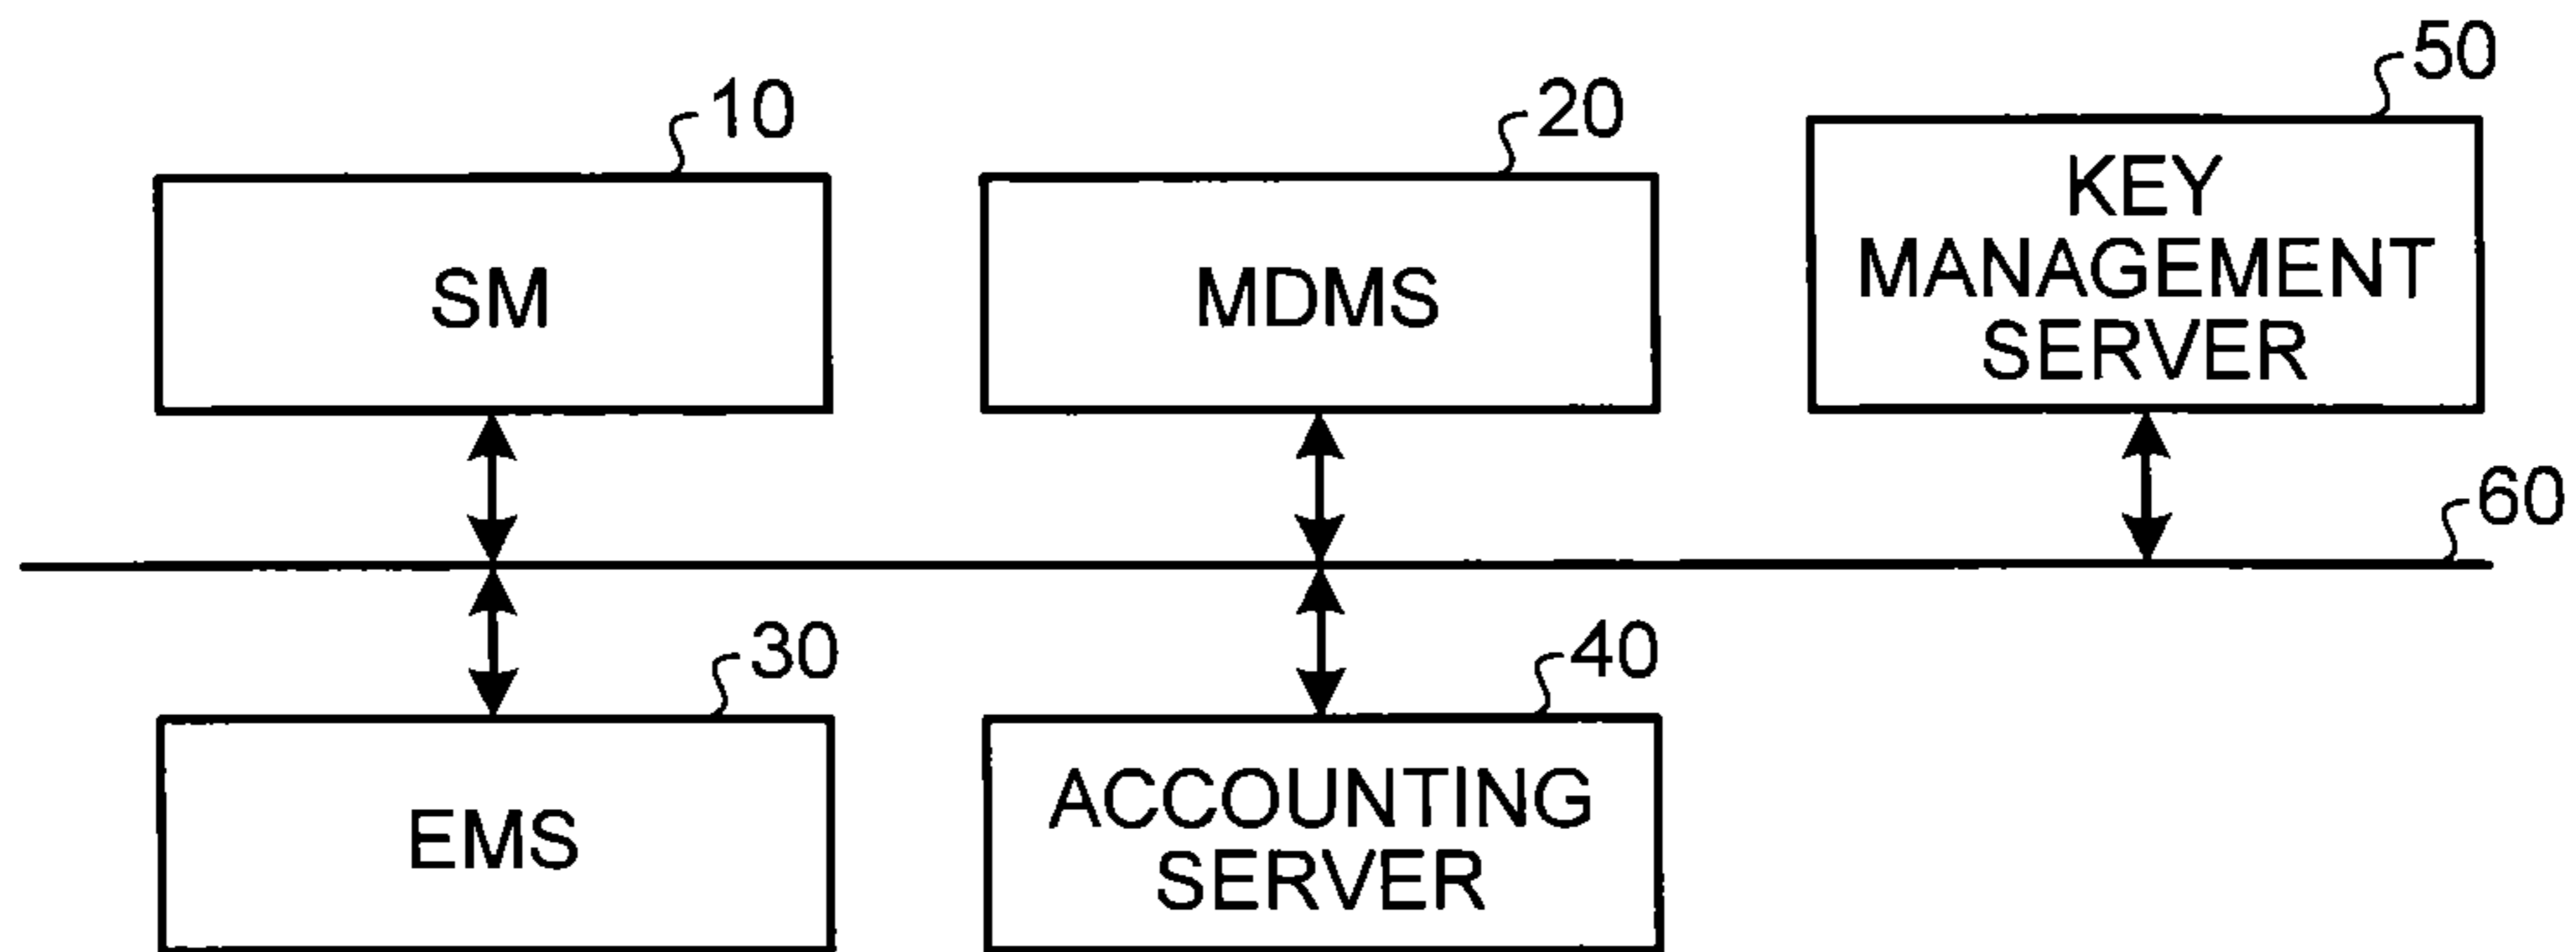 10
20
50
SM
MDMS
KEY
MANAGEMENT
SERVER
60
30
40
EMS
ACCOUNTING
SERVER